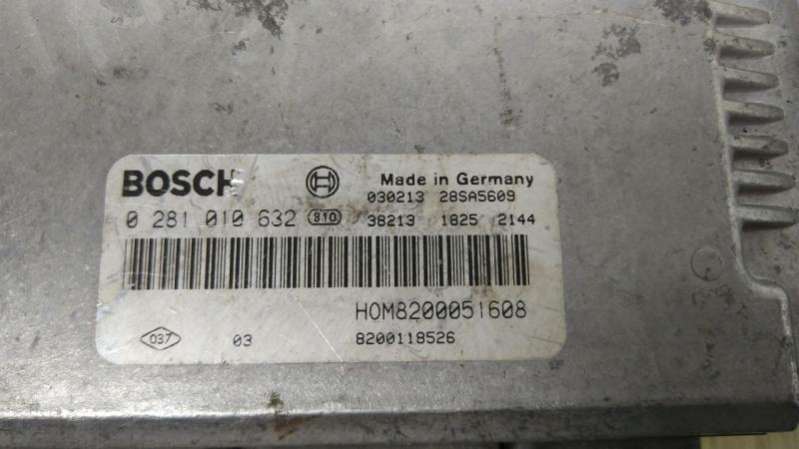 BOSCH Made in Germany
030213 28SA5609
0 281 010 632 810 38213 1825 2144
HOM8200051608
037 03 8200118526